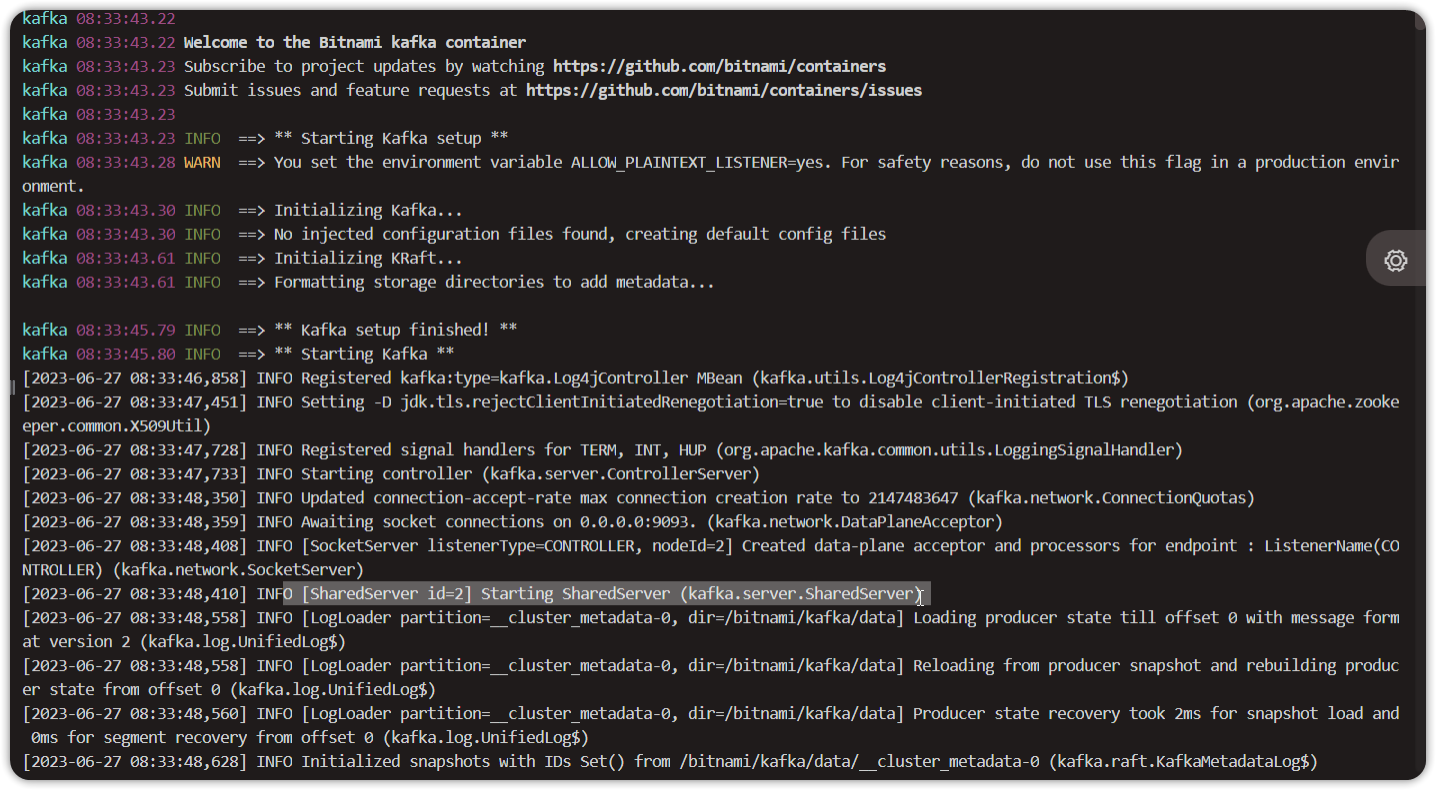 kafka 08:33:43.22
kafka 08:33:43.22 Welcome to the Bitnami kafka container
kafka 08:33:43.23 Subscribe to project updates by watching https://github.com/bitnami/containers
kafka 08:33:43.23 Submit issues and feature requests at https://github.com/bitnami/containers/issues
kafka 08:33:43.23
kafka 08:33:43.23 INFO  ==> ** Starting Kafka setup **
kafka 08:33:43.28 WARN  ==> You set the environment variable ALLOW_PLAINTEXT_LISTENER=yes. For safety reasons, do not use this flag in a production envir
onment.
kafka 08:33:43.30 INFO  ==> Initializing Kafka...
kafka 08:33:43.30 INFO  ==> No injected configuration files found, creating default config files
kafka 08:33:43.61 INFO  ==> Initializing KRaft...
kafka 08:33:43.61 INFO  ==> Formatting storage directories to add metadata...
kafka 08:33:45.79 INFO  ==> ** Kafka setup finished! **
kafka 08:33:45.80 INFO  ==> ** Starting Kafka **
[2023-06-27 08:33:46,858] INFO Registered kafka:type=kafka.Log4jController MBean (kafka.utils.Log4jControllerRegistration$)
[2023-06-27 08:33:47,451] INFO Setting -D jdk.tls.rejectClientInitiatedRenegotiation=true to disable client-initiated TLS renegotiation (org.apache.zooke
eper.common.X509Util)
[2023-06-27 08:33:47,728] INFO Registered signal handlers for TERM, INT, HUP (org.apache.kafka.common.utils.LoggingSignalHandler)
[2023-06-27 08:33:47,733] INFO Starting controller (kafka.server.ControllerServer)
[2023-06-27 08:33:48,350] INFO Updated connection-accept-rate max connection creation rate to 2147483647 (kafka.network.ConnectionQuotas)
[2023-06-27 08:33:48,359] INFO Awaiting socket connections on 0.0.0.0:9093. (kafka.network.DataPlaneAcceptor)
[2023-06-27 08:33:48,408] INFO [SocketServer listenerType=CONTROLLER, nodeId=2] Created data-plane acceptor and processors for endpoint : ListenerName(CO
NTROLLER) (kafka.network.SocketServer)
[2023-06-27 08:33:48,410] INFO [SharedServer id=2] Starting SharedServer (kafka.server.SharedServer)
[2023-06-27 08:33:48,558] INFO [LogLoader partition=__cluster_metadata-0, dir=/bitnami/kafka/data] Loading producer state till offset 0 with message form
at version 2 (kafka.log.UnifiedLog$)
[2023-06-27 08:33:48,558] INFO [LogLoader partition=__cluster_metadata-0, dir=/bitnami/kafka/data] Reloading from producer snapshot and rebuilding produc
er state from offset 0 (kafka.log.UnifiedLog$)
[2023-06-27 08:33:48,560] INFO [LogLoader partition=__cluster_metadata-0, dir=/bitnami/kafka/data] Producer state recovery took 2ms for snapshot load and
 0ms for segment recovery from offset 0 (kafka.log.UnifiedLog$)
[2023-06-27 08:33:48,628] INFO Initialized snapshots with IDs Set() from /bitnami/kafka/data/__cluster_metadata-0 (kafka.raft.KafkaMetadataLog$)